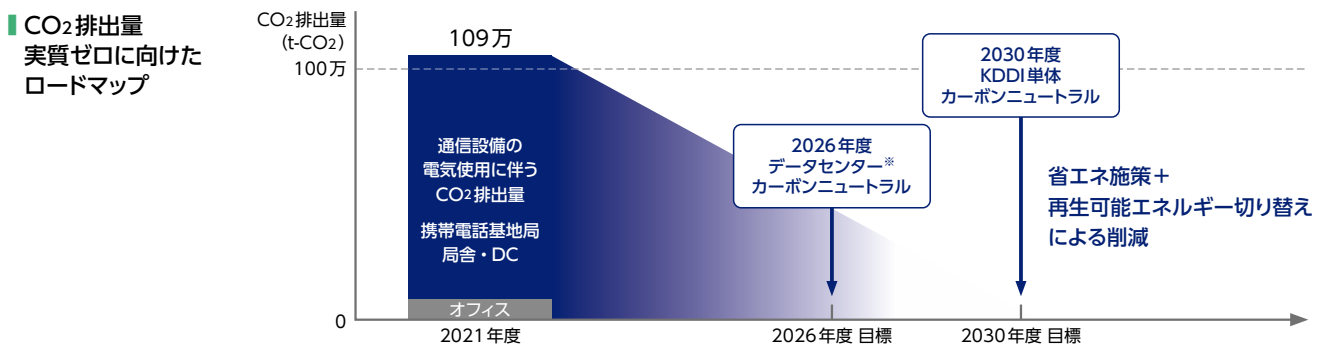 CO2排出量
実質ゼロに向けた
ロードマップ
CO2排出量
(t-CO2)
109万
100万
通信設備の
電気使用に伴う
CO2排出量
携帯電話基地局
局舎・DC
オフィス
0
2021年度
2026年度
データセンター※
カーボンニュートラル
2030年度
KDDI単体
カーボンニュートラル
省エネ施策+
再生可能エネルギー切り替え
による削減
2026年度 目標
2030年度 目標